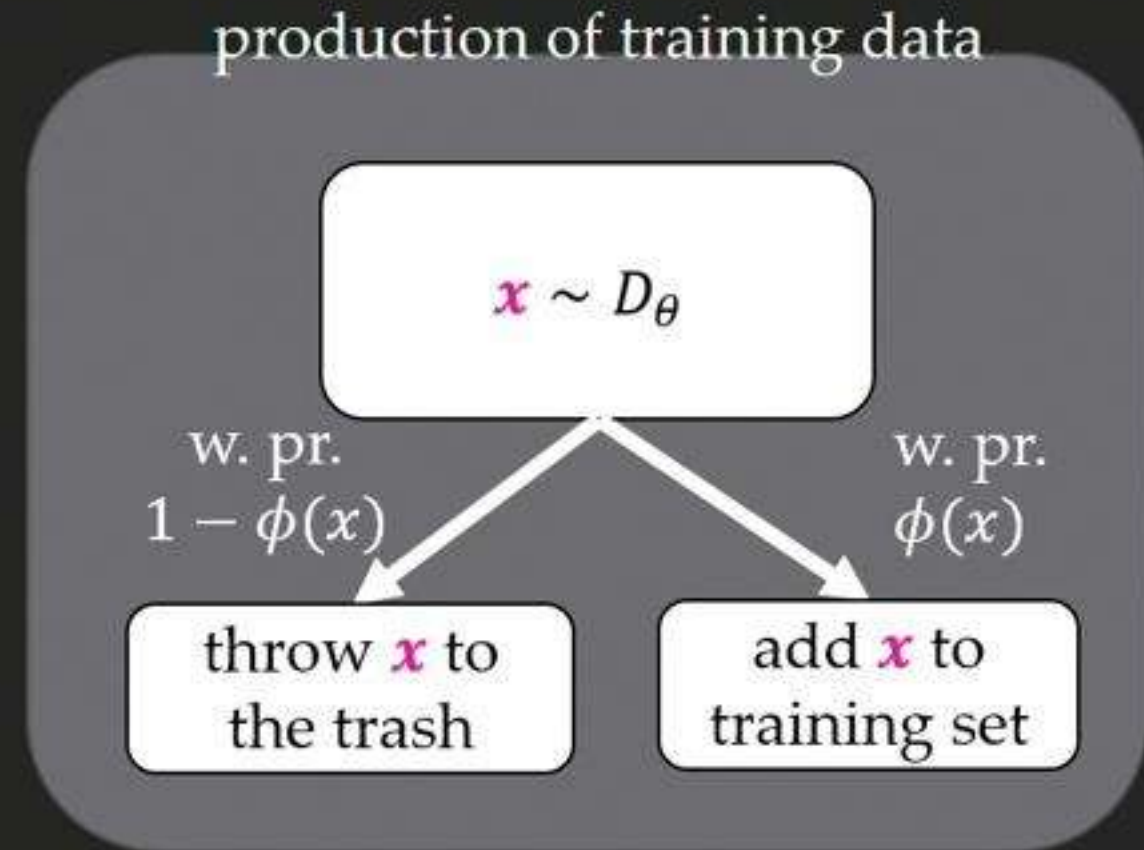 production of training data
x ~ D_θ
w. pr.
1 − ϕ(x)
w. pr.
ϕ(x)
throw x to
the trash
add x to
training set